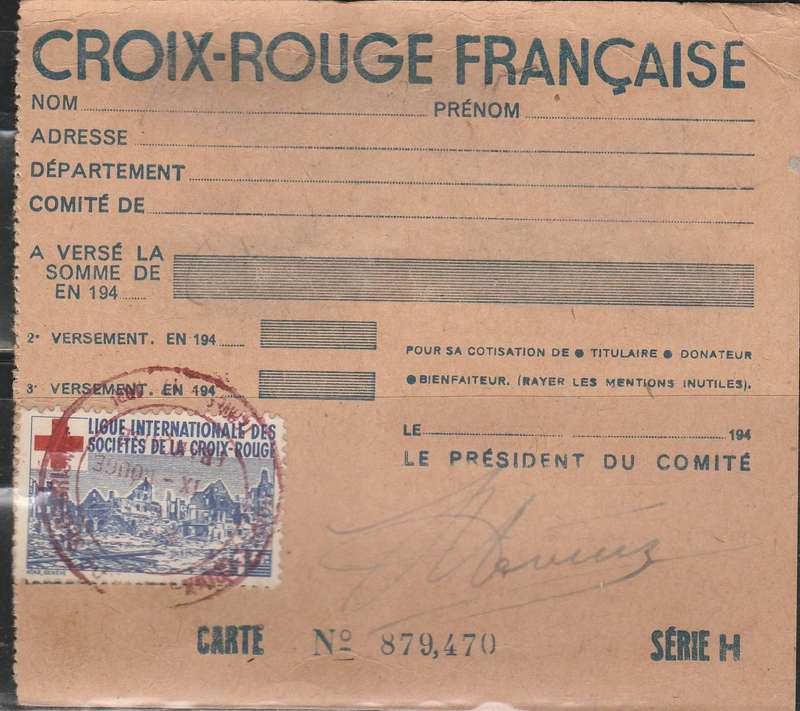 CROIX-ROUGE FRANÇAISE
NOM PRÉNOM
ADRESSE
DÉPARTEMENT
COMITÉ DE
A VERSÉ LA
SOMME DE
EN 194
2e VERSEMENT. EN 194
3e VERSEMENT. EN 194
POUR SA COTISATION DE ● TITULAIRE ● DONATEUR
● BIENFAITEUR. (RAYER LES MENTIONS INUTILES).
LE 194
LE PRÉSIDENT DU COMITÉ
LIGUE INTERNATIONALE DES
SOCIÉTÉS DE LA CROIX-ROUGE
CARTE No 879,470 SÉRIE H